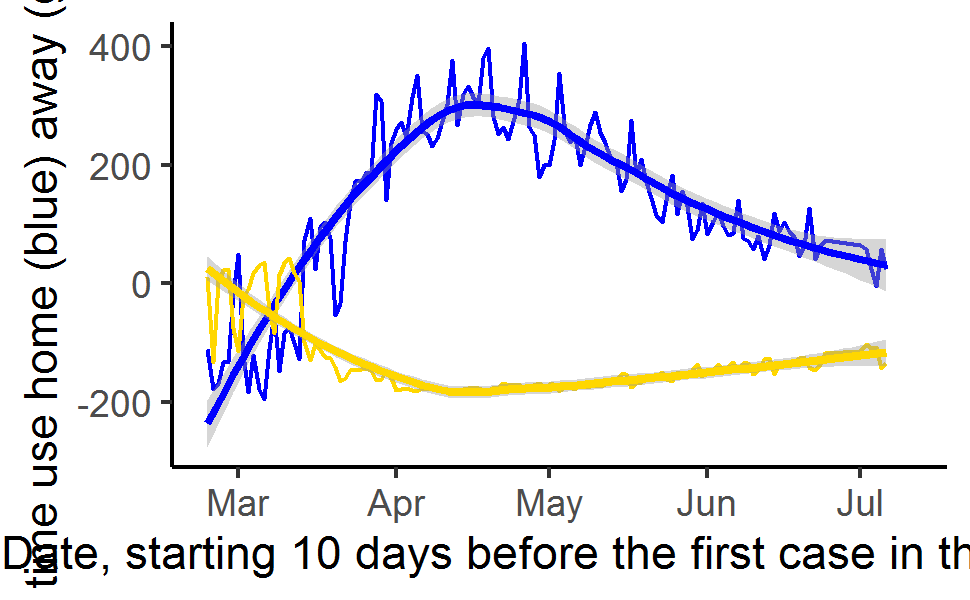 time use home (blue) away (
400
200
0
-200
Mar Apr May Jun Jul
Date, starting 10 days before the first case in th